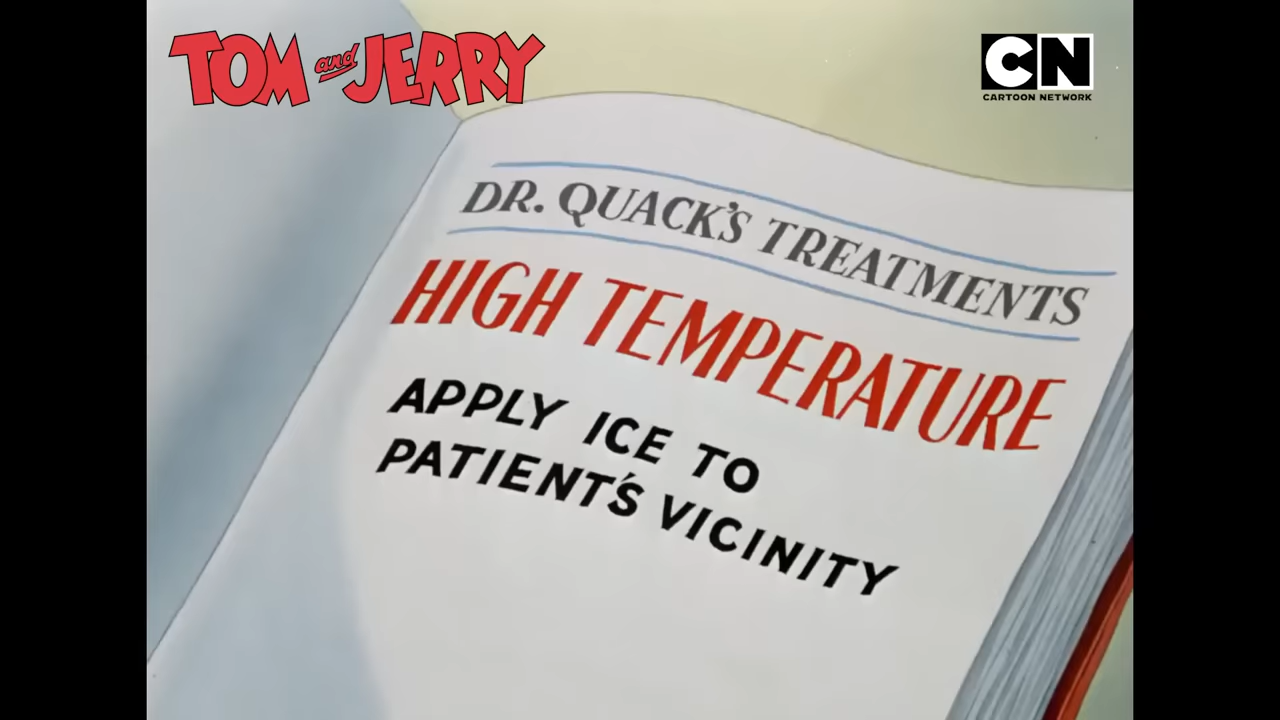 TOM and JERRY
CN
CARTOON NETWORK
DR. QUACK'S TREATMENTS
HIGH TEMPERATURE
APPLY ICE TO
PATIENT'S VICINITY